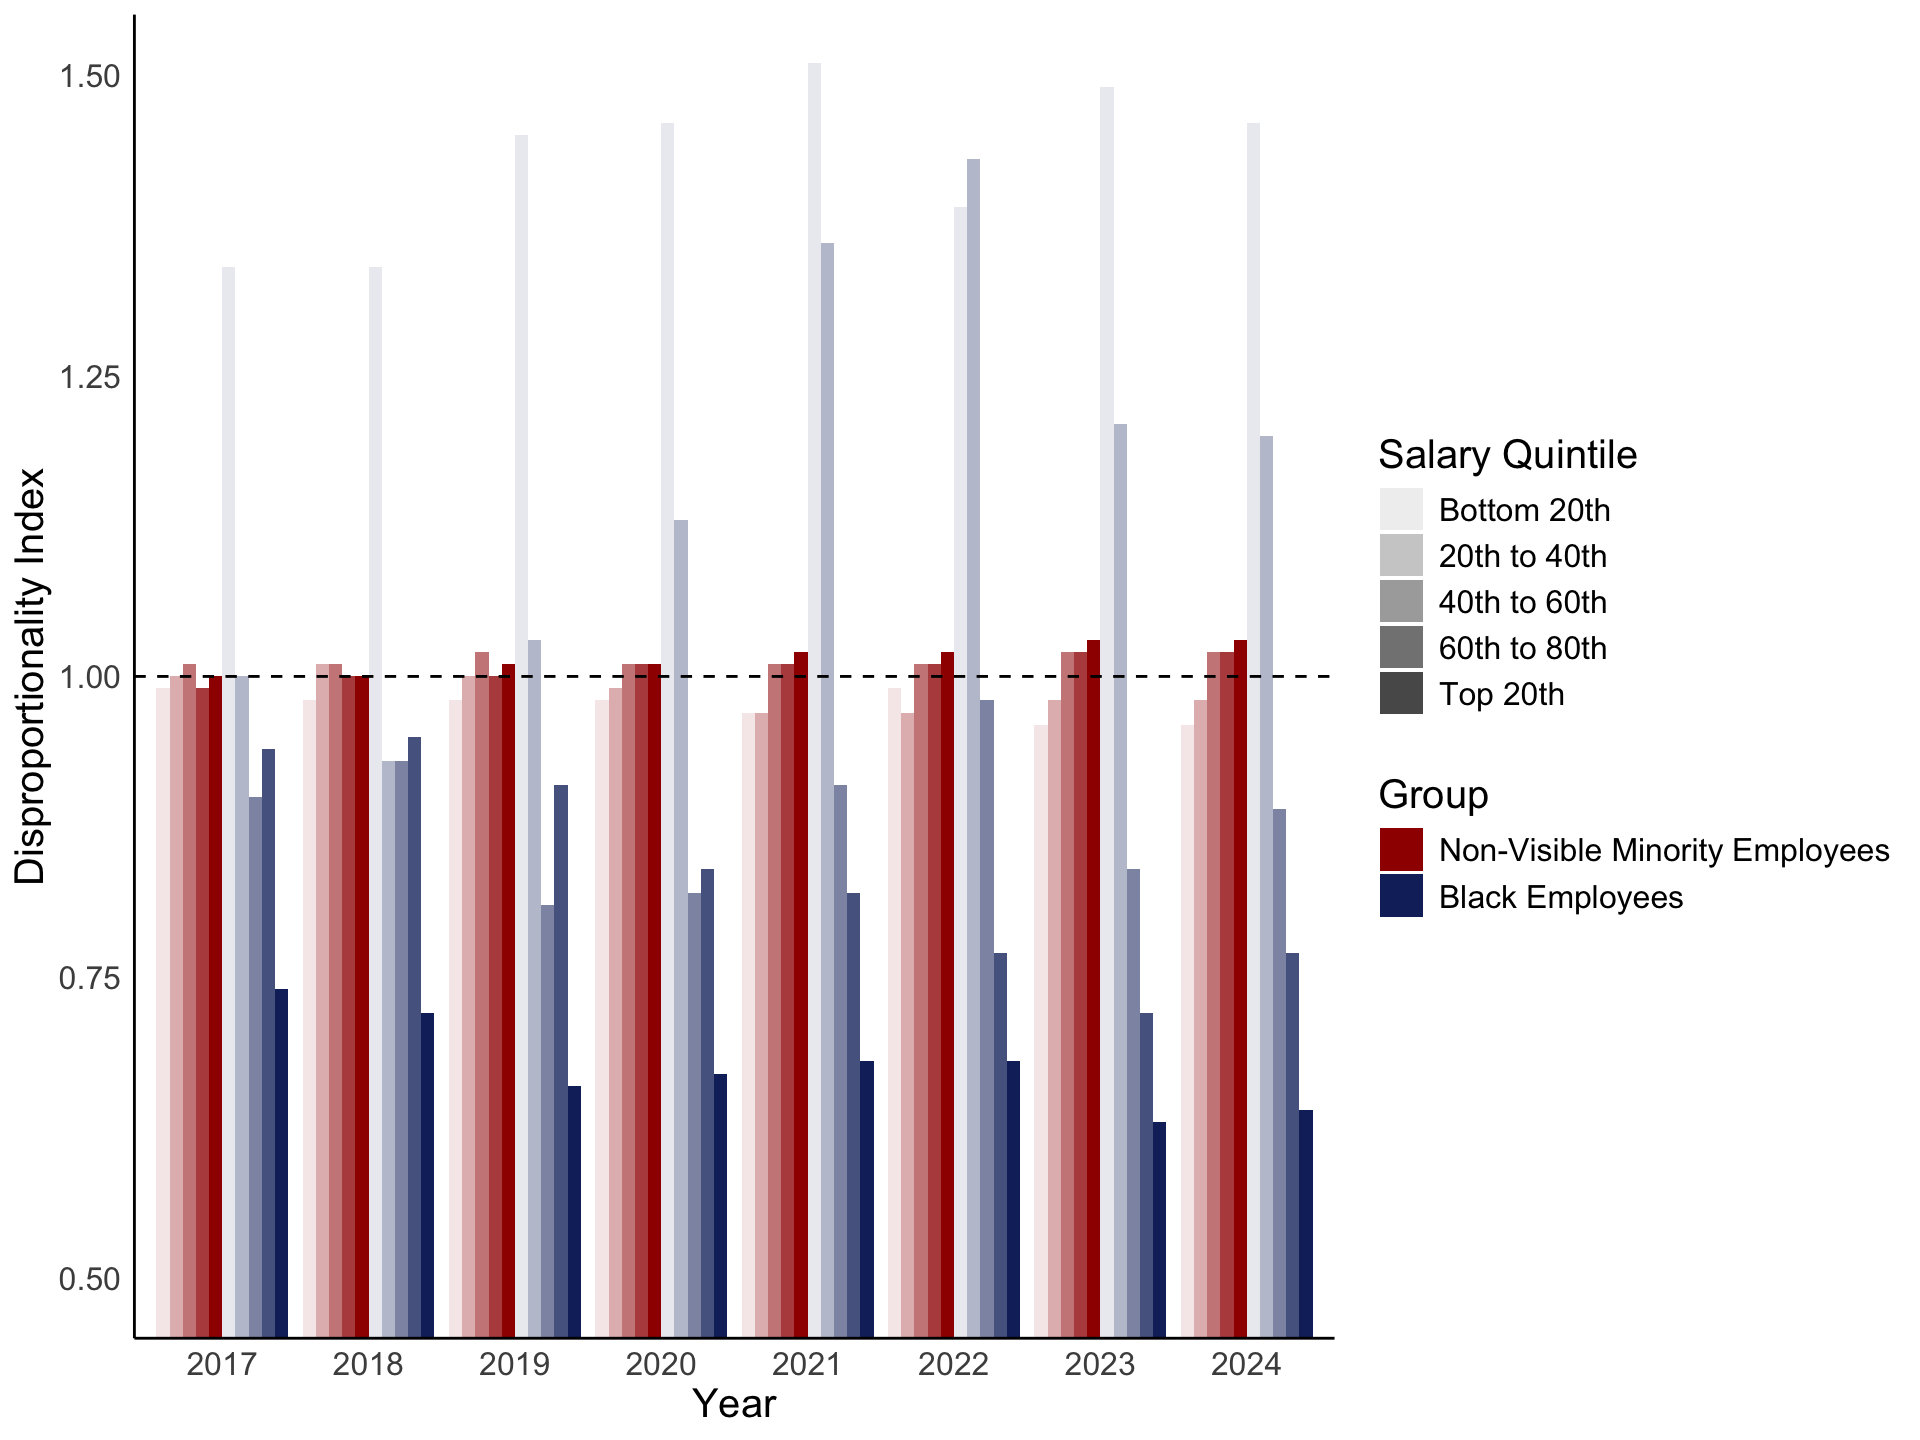 Disproportionality Index
1.50
1.25
1.00
0.75
0.50
2017 2018 2019 2020 2021 2022 2023 2024
Year
Salary Quintile
Bottom 20th
20th to 40th
40th to 60th
60th to 80th
Top 20th
Group
Non-Visible Minority Employees
Black Employees